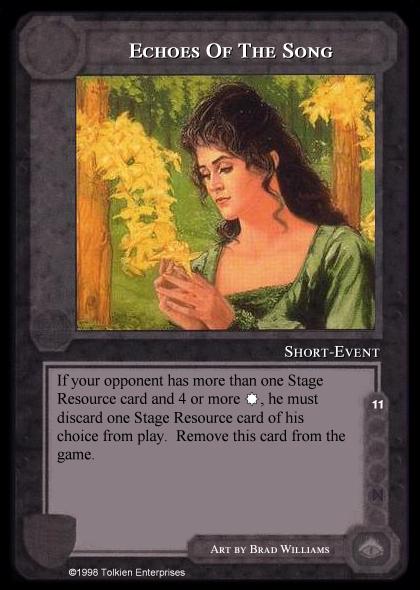 Echoes Of The Song
Short-Event
If your opponent has more than one Stage
Resource card and 4 or more , he must
discard one Stage Resource card of his
choice from play. Remove this card from the
game.
11
N
Art by Brad Williams
©1998 Tolkien Enterprises